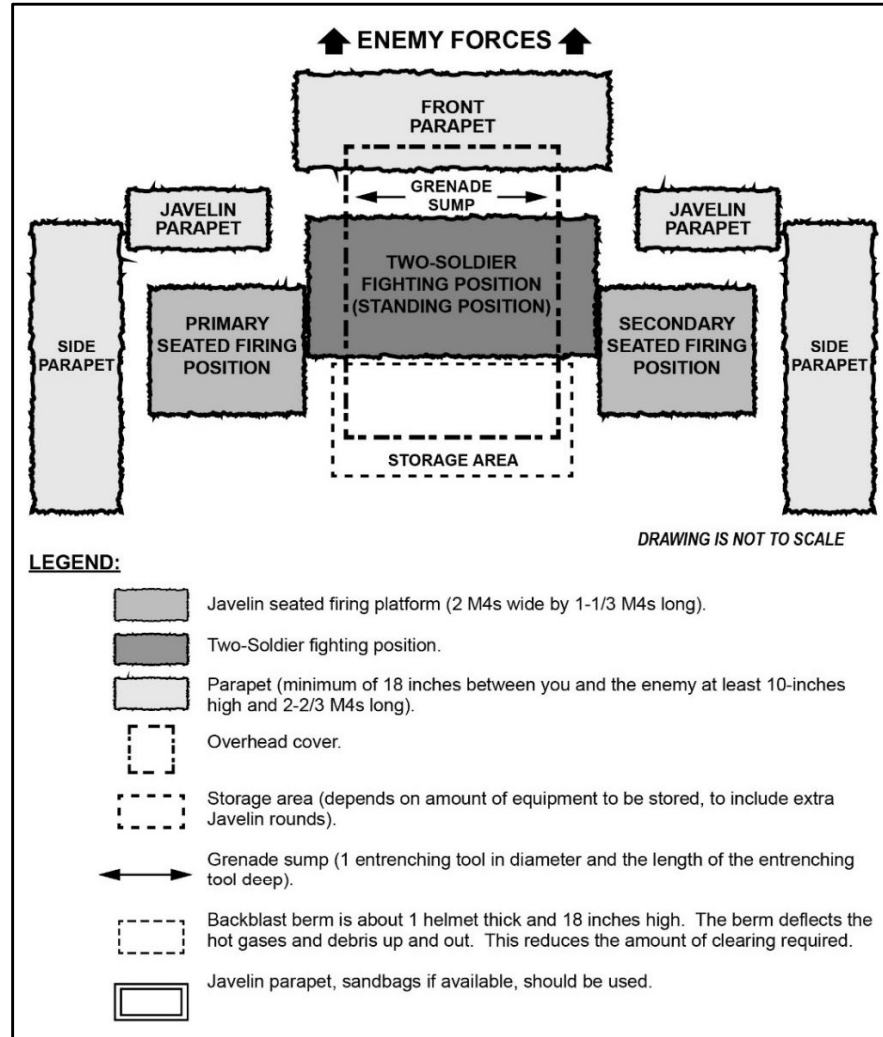 ENEMY FORCES
FRONT
PARAPET
GRENADE
SUMP
JAVELIN
PARAPET
JAVELIN
PARAPET
TWO-SOLDIER
FIGHTING POSITION
(STANDING POSITION)
PRIMARY
SEATED FIRING
POSITION
SECONDARY
SEATED FIRING
POSITION
SIDE
PARAPET
SIDE
PARAPET
STORAGE AREA
DRAWING IS NOT TO SCALE
LEGEND:
Javelin seated firing platform (2 M4s wide by 1-1/3 M4s long).
Two-Soldier fighting position.
Parapet (minimum of 18 inches between you and the enemy at least 10-inches
high and 2-2/3 M4s long).
Overhead cover.
Storage area (depends on amount of equipment to be stored, to include extra
Javelin rounds).
Grenade sump (1 entrenching tool in diameter and the length of the entrenching
tool deep).
Backblast berm is about 1 helmet thick and 18 inches high.  The berm deflects the
hot gases and debris up and out.  This reduces the amount of clearing required.
Javelin parapet, sandbags if available, should be used.